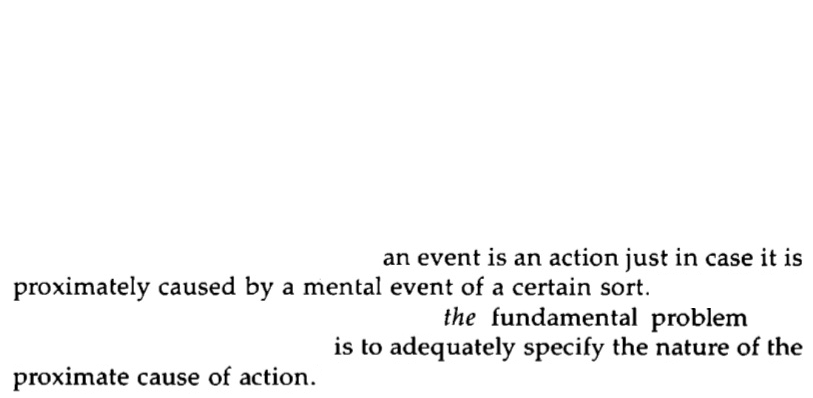 an event is an action just in case it is
proximately caused by a mental event of a certain sort.
the fundamental problem
is to adequately specify the nature of the
proximate cause of action.